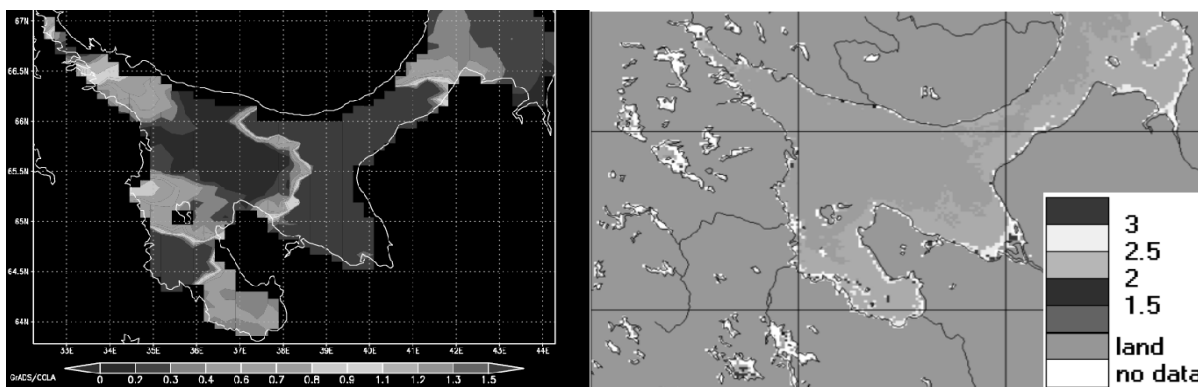 67N
66.5N
66N
65.5N
65N
64.5N
64N
33E 34E 35E 36E 37E 38E 39E 40E 41E 42E 43E 44E
0 0.2 0.3 0.4 0.6 0.7 0.8 0.9 1.1 1.2 1.3 1.5
GrADS/COLA
3
2.5
2
1.5
land
no data